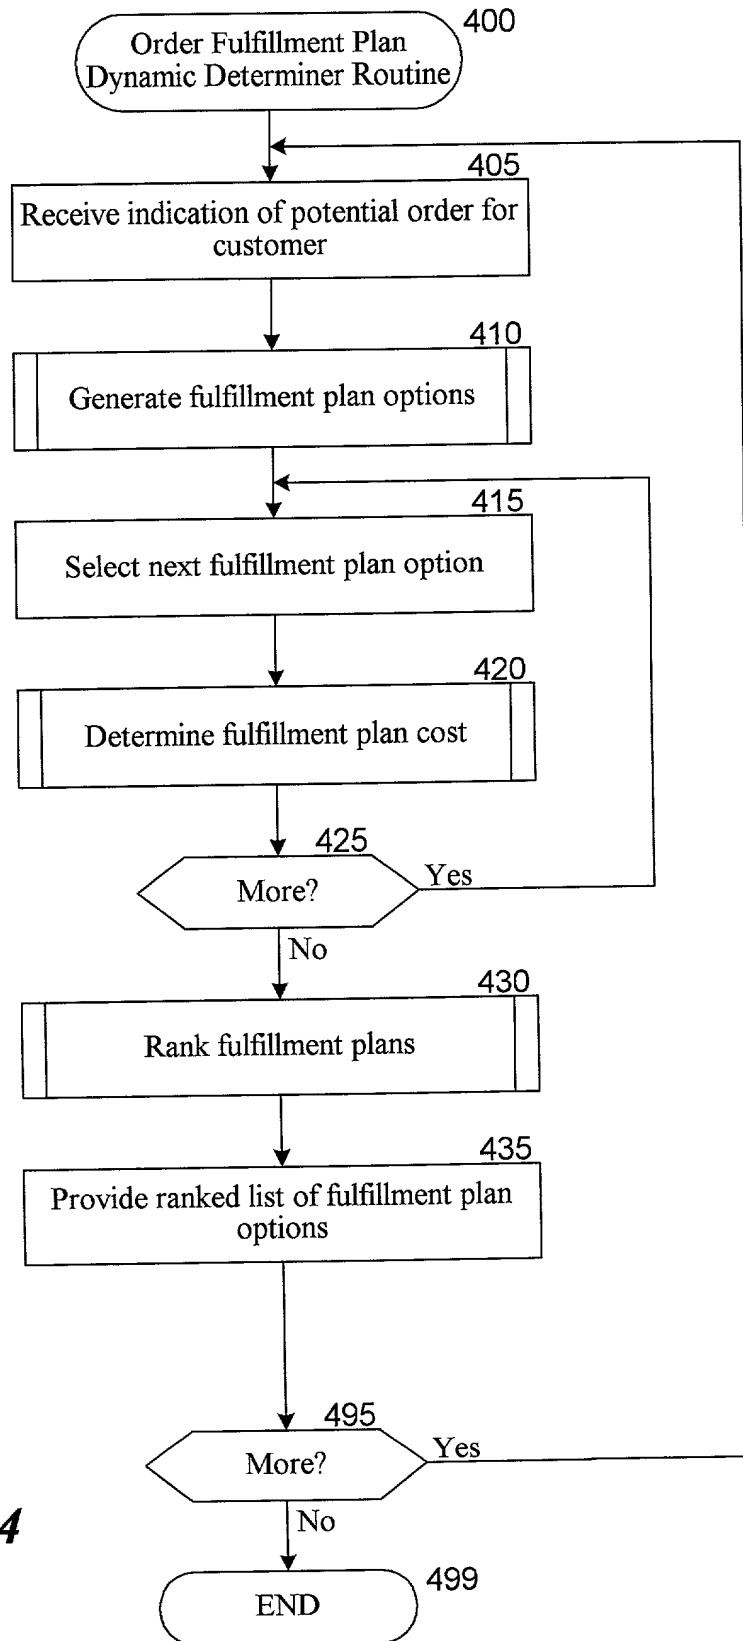 400
Order Fulfillment Plan
Dynamic Determiner Routine
405
Receive indication of potential order for
customer
410
Generate fulfillment plan options
415
Select next fulfillment plan option
420
Determine fulfillment plan cost
425
More?
Yes
No
430
Rank fulfillment plans
435
Provide ranked list of fulfillment plan
options
495
More?
Yes
No
4
499
END